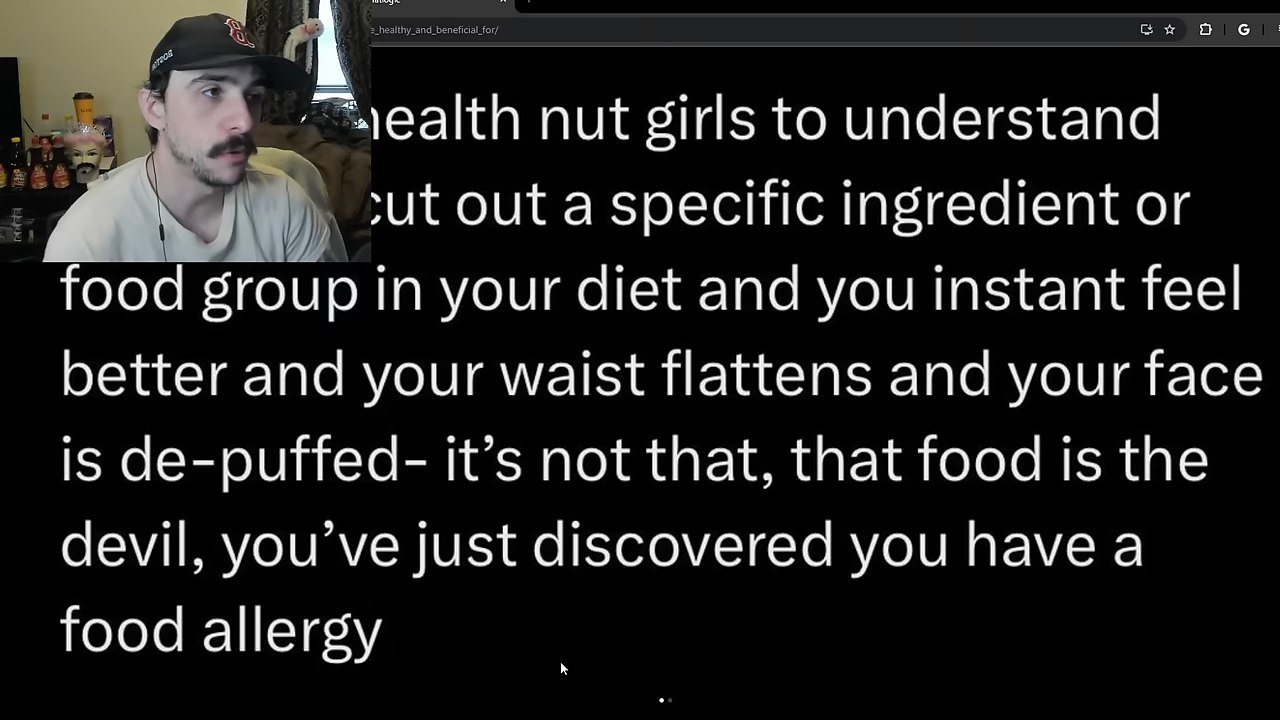 e_healthy_and_beneficial_for/
health nut girls to understand
cut out a specific ingredient or
food group in your diet and you instant feel
better and your waist flattens and your face
is de-puffed- it’s not that, that food is the
devil, you’ve just discovered you have a
food allergy